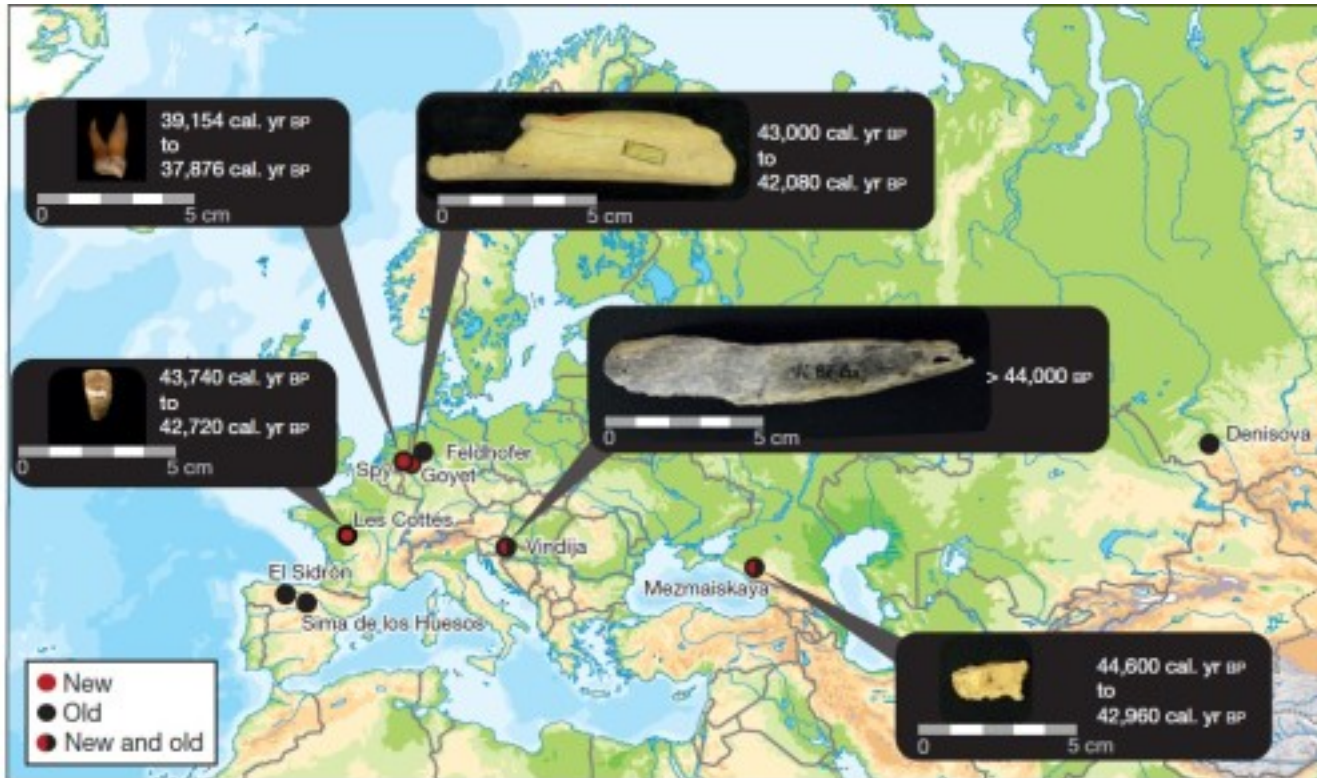 39,154 cal. yr BP
to
37,876 cal. yr BP
0 5 cm
43,000 cal. yr BP
to
42,080 cal. yr BP
0 5 cm
> 44,000 BP
0 5 cm
43,740 cal. yr BP
to
42,720 cal. yr BP
0 5 cm
Denisova
Feldhofer
Spy
Goyet
Les Cottés
Vindija
El Sidrón
Mezmaiskaya
Sima de los Huesos
44,600 cal. yr BP
to
42,960 cal. yr BP
0 5 cm
New
Old
New and old